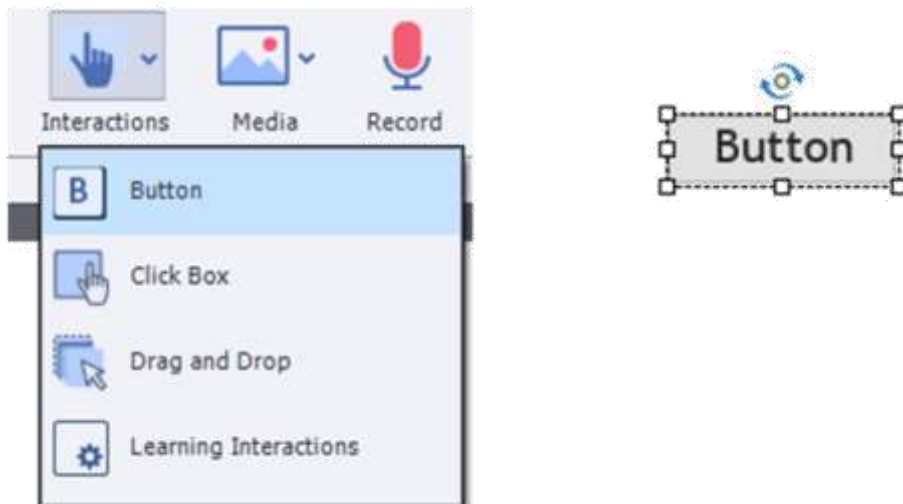 Interactions Media Record
Button
B Button
Click Box
Drag and Drop
Learning Interactions